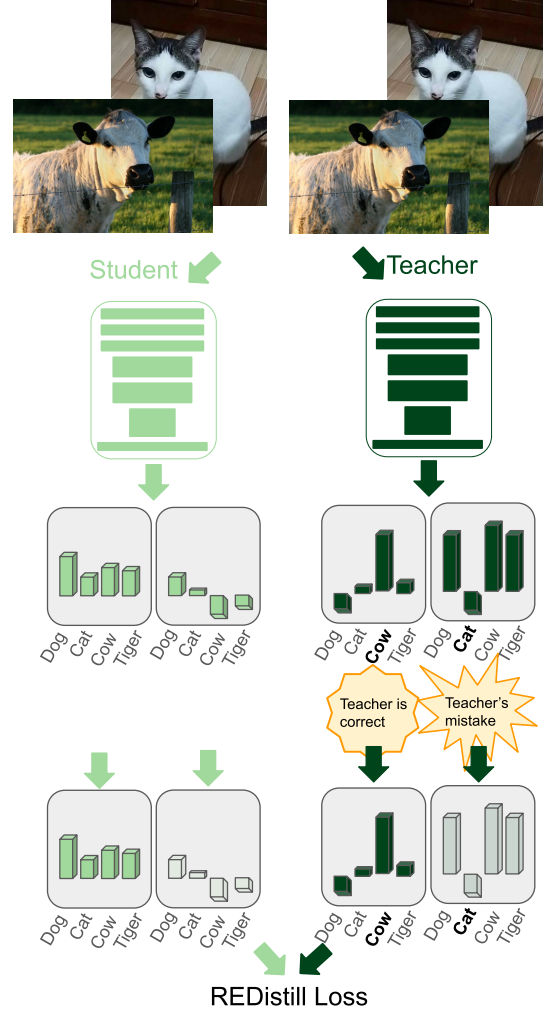 Student
Teacher
Dog Cat Cow Tiger
Dog Cat Cow Tiger
Dog Cat Cow Tiger
Dog Cat Cow Tiger
Teacher is
correct
Teacher's
mistake
Dog Cat Cow Tiger
Dog Cat Cow Tiger
Dog Cat Cow Tiger
Dog Cat Cow Tiger
REDistill Loss